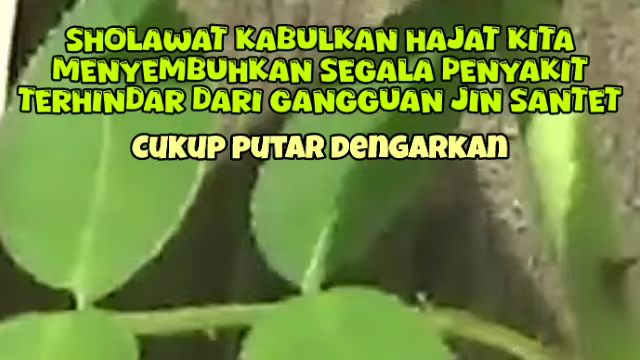 SHOLAWAT KABULKAN HAJAT KITA
MENYEMBUHKAN SEGALA PENYAKIT
TERHINDAR DARI GANGGUAN JIN SANTET
CUKUP PUTAR DENGARKAN